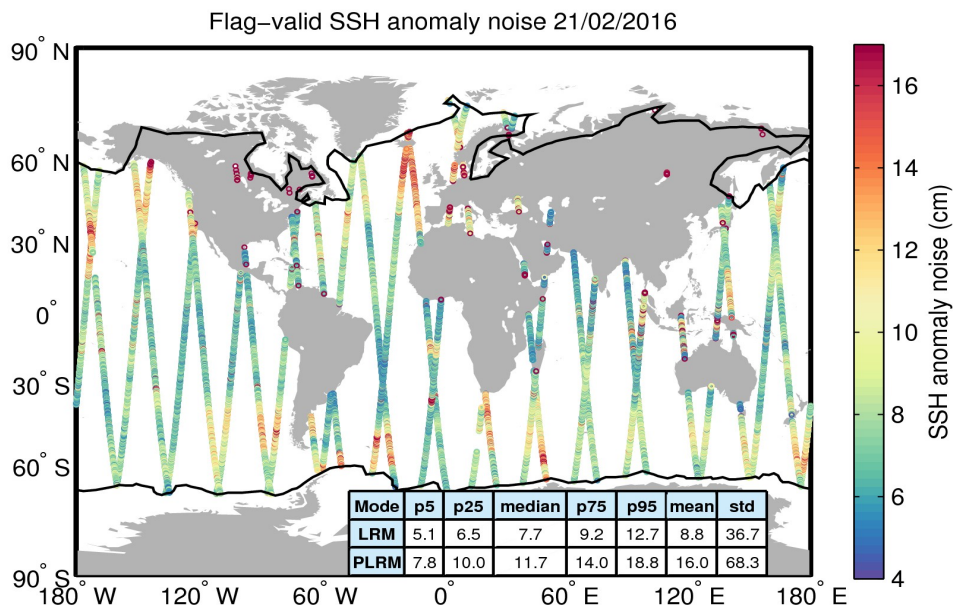 Flag−valid SSH anomaly noise 21/02/2016
90° N
60° N
30° N
0°
30° S
60° S
90° S
180° W
120° W
60° W
0°
60° E
120° E
180° E
16
14
12
10
8
6
4
SSH anomaly noise (cm)
Mode p5 p25 median p75 p95 mean std
LRM 5.1 6.5 7.7 9.2 12.7 8.8 36.7
PLRM 7.8 10.0 11.7 14.0 18.8 16.0 68.3